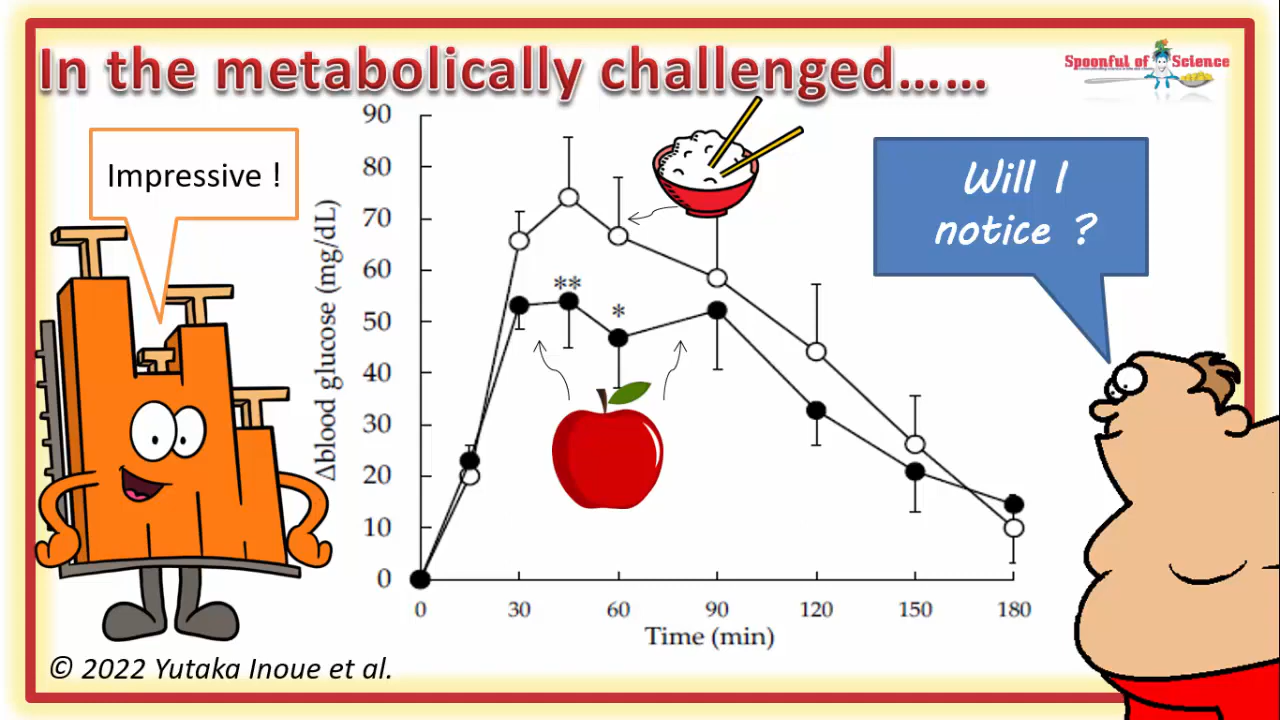 In the metabolically challenged……
Spoonful of Science
Impressive !
Will I
notice ?
Δblood glucose (mg/dL)
90
80
70
60
50
40
30
20
10
0
**
*
0 30 60 90 120 150 180
Time (min)
© 2022 Yutaka Inoue et al.